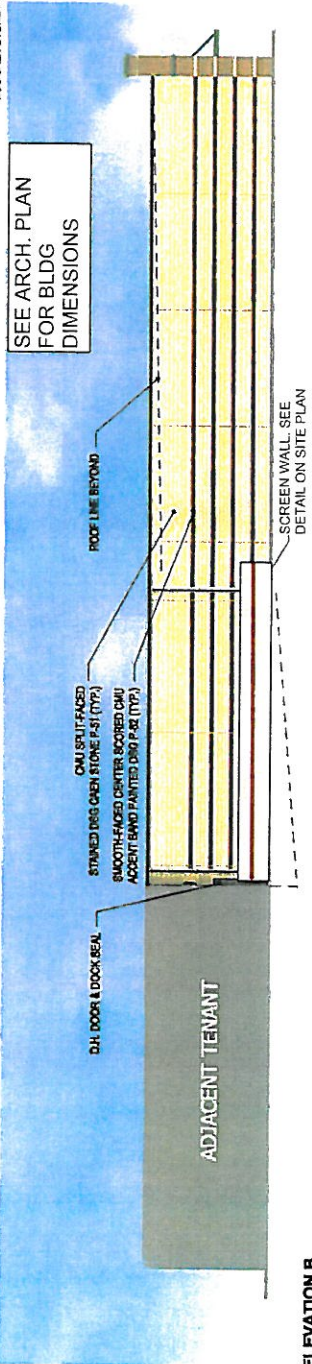 SEE ARCH. PLAN
FOR BLDG
DIMENSIONS
ROOF LINE BEYOND
CMU SPLIT-FACED
STAINED DSG CAEN STONE P-51 (TYP.)
SMOOTH-FACED CENTER SCORED CMU
ACCENT BAND PAINTED DSG P-52 (TYP.)
O.H. DOOR & DOCK SEAL
ADJACENT TENANT
SCREEN WALL. SEE
DETAIL ON SITE PLAN
ELEVATION B